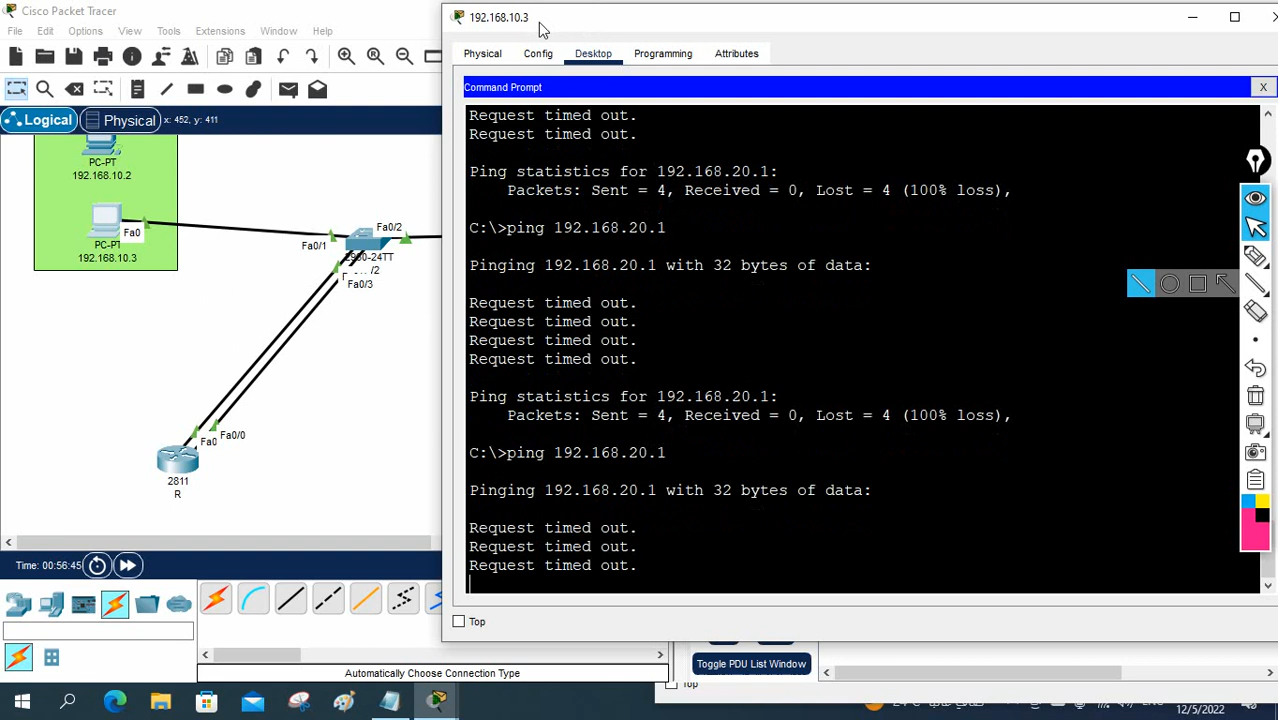 Cisco Packet Tracer
File Edit Options View Tools Extensions Window Help
Logical Physical x: 452, y: 411
PC-PT
192.168.10.2
PC-PT
192.168.10.3
Fa0
Fa0/1
Fa0/2
2960-24TT
/2
Fa0/3
Fa0
Fa0/0
2811
R
Time: 00:56:45
Automatically Choose Connection Type
192.168.10.3
Physical Config Desktop Programming Attributes
Command Prompt X
Request timed out.
Request timed out.
Ping statistics for 192.168.20.1:
Packets: Sent = 4, Received = 0, Lost = 4 (100% loss),
C:\>ping 192.168.20.1
Pinging 192.168.20.1 with 32 bytes of data:
Request timed out.
Request timed out.
Request timed out.
Request timed out.
Ping statistics for 192.168.20.1:
Packets: Sent = 4, Received = 0, Lost = 4 (100% loss),
C:\>ping 192.168.20.1
Pinging 192.168.20.1 with 32 bytes of data:
Request timed out.
Request timed out.
Request timed out.
Top
Toggle PDU List Window
Top
12/5/2022